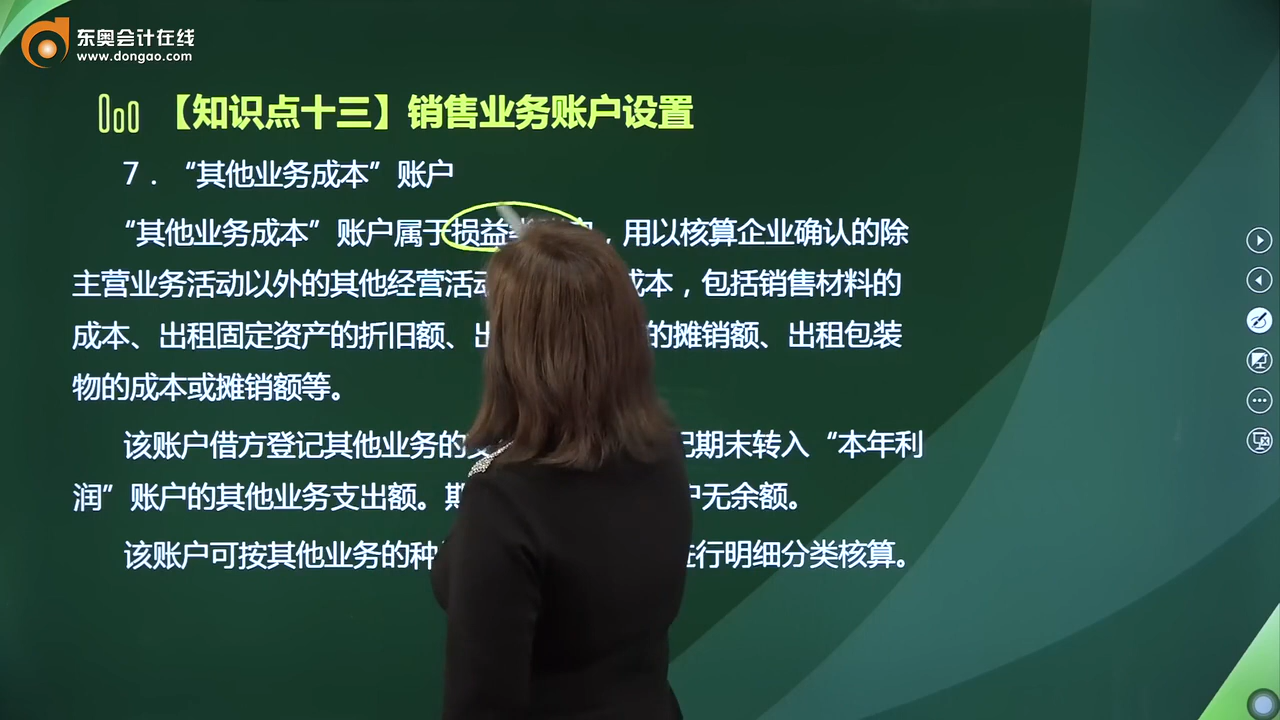 东奥会计在线
www.dongao.com
【知识点十三】销售业务账户设置
7．“其他业务成本”账户
“其他业务成本”账户属于损益 ，用以核算企业确认的除
主营业务活动以外的其他经营活 成本，包括销售材料的
成本、出租固定资产的折旧额、 的摊销额、出租包装
物的成本或摊销额等。
该账户借方登记其他业务的 期末转入“本年利
润”账户的其他业务支出额。 户无余额。
该账户可按其他业务的种 进行明细分类核算。